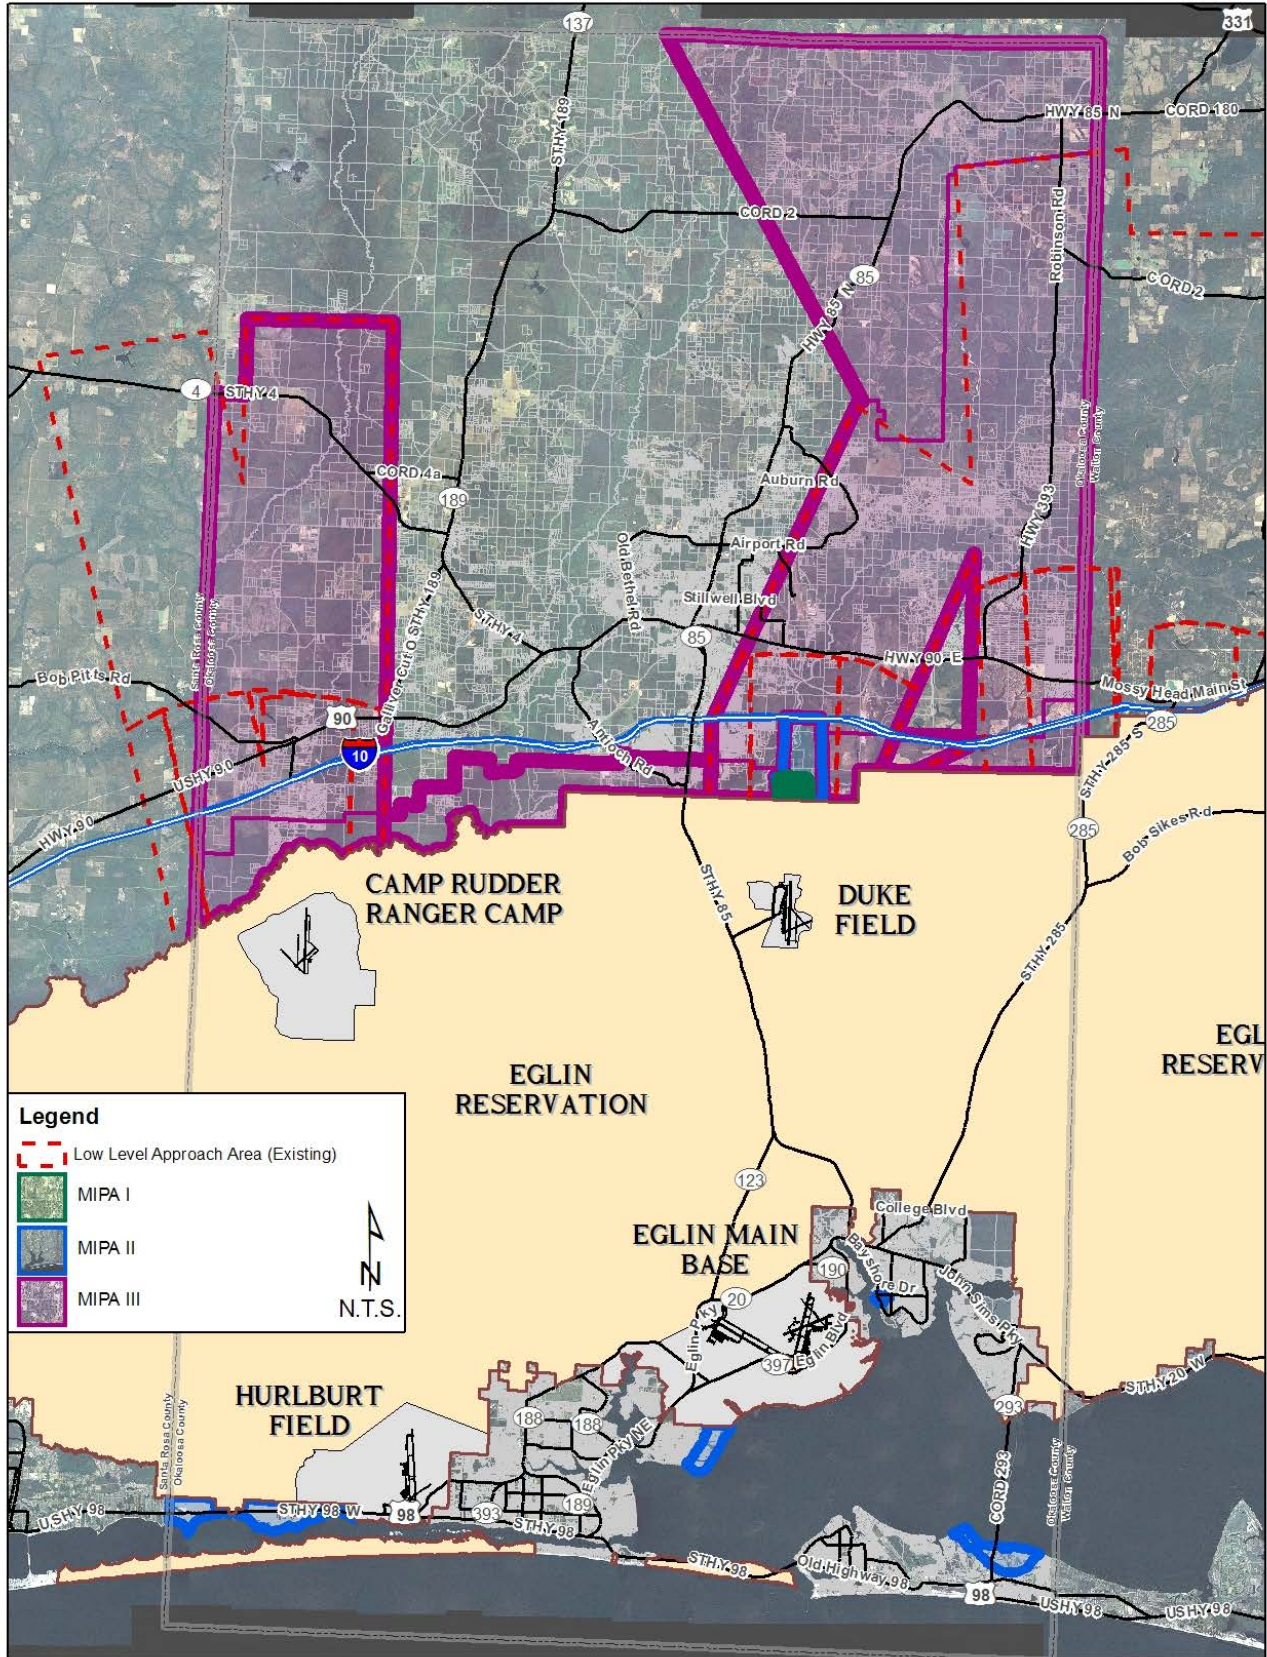 331
137
HWY 85 N
CORD 180
STHY 189
CORD 2
Robinson Rd
85
CORD 2
HWY 85 N
4
STHY 4
Okaloosa County
Walton County
CORD 4a
189
Auburn Rd
HWY 393
Old Bethel Rd
Airport Rd
Stillwell Blvd
Santa Rosa County
Okaloosa County
STHY 189
STHY 4
85
HWY 90 E
Bob Pitts Rd
Mossy Head Main St
90
285
10
Antioch Rd
USHY 90
STHY 285 S
HWY 90
285
Bob Sikes Rd
CAMP RUDDER
RANGER CAMP
STHY 85
DUKE
FIELD
STHY 285
EGLIN
RESERVATION
EGL
RESERV
Legend
Low Level Approach Area (Existing)
MIPA I
MIPA II
MIPA III
N
N.T.S.
123
College Blvd
EGLIN MAIN
BASE
Bayshore Dr
190
John Sims Pky
20
Eglin Pky
Eglin Blvd
397
STHY 20 W
HURLBURT
FIELD
293
188
188
Santa Rosa County
Okaloosa County
Eglin Pky NE
CORD 293
Okaloosa County
Walton County
USHY 98
STHY 98 W
98
393
189
STHY 98
STHY 98
Old Highway 98
98
USHY 98
USHY 98